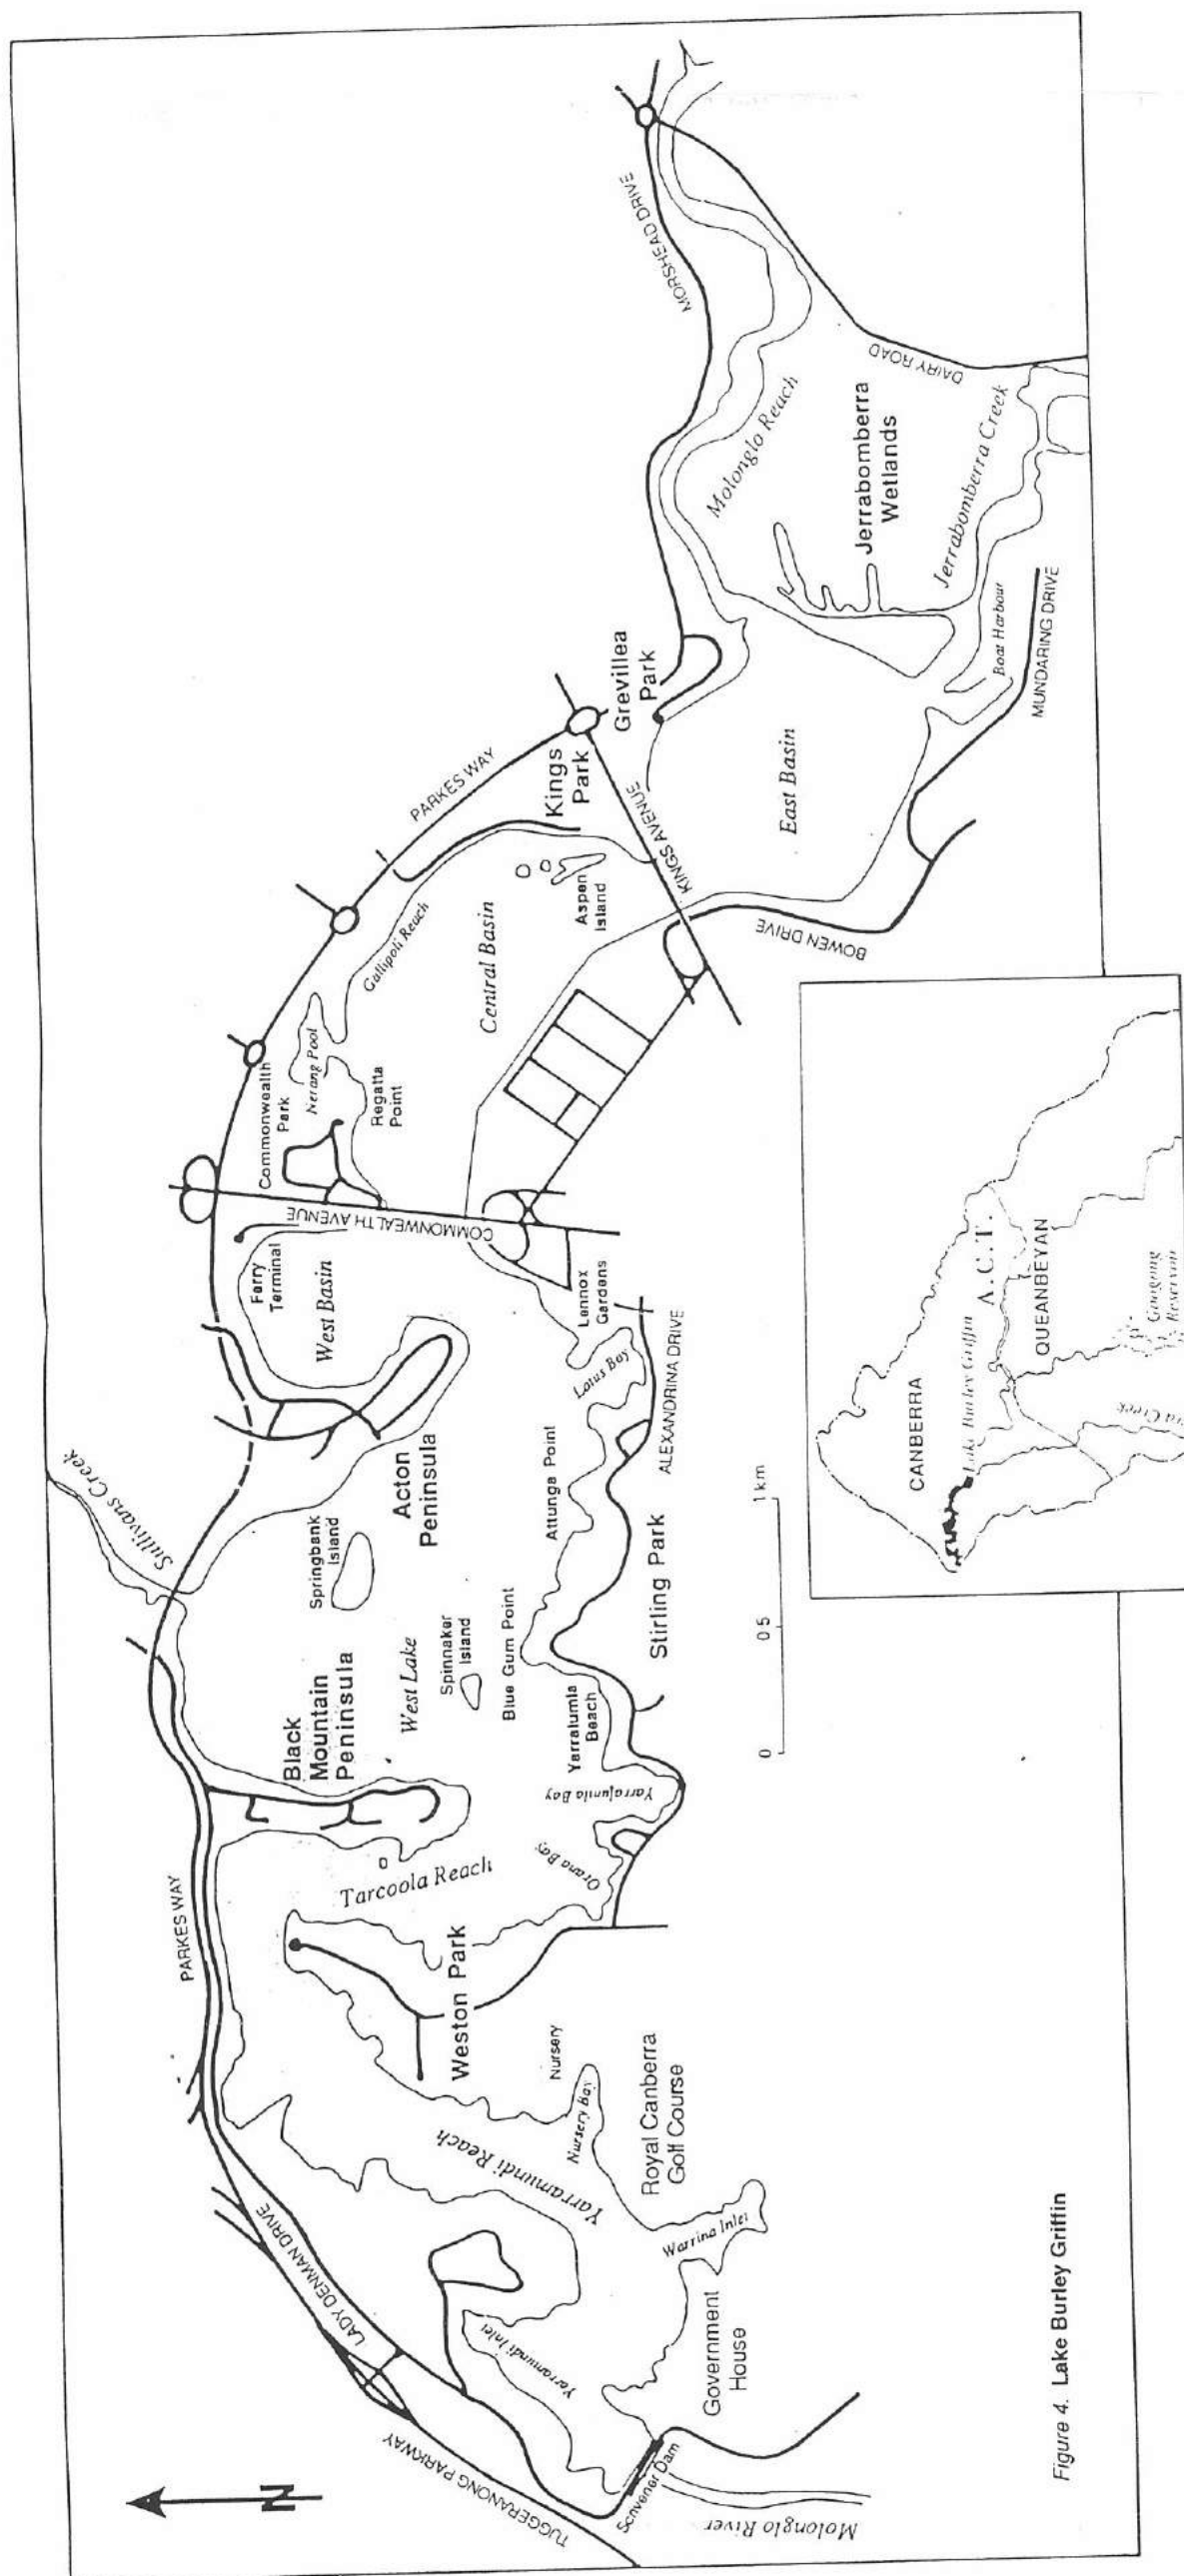 N
TUGGERANONG PARKWAY
LADY DENMAN DRIVE
PARKES WAY
Sullivans Creek
Scrivener Dam
Molonglo River
Yarramundi Inlet
Government
House
Warrina Inlet
Yarramundi Reach
Royal Canberra
Golf Course
Nursery Bay
Nursery
Weston Park
Tarcoola Reach
Black
Mountain
Peninsula
Orana Bay
Yarralumla Bay
Yarralumla
Beach
West Lake
Spinnaker
Island
Springbank
Island
Blue Gum Point
Stirling Park
Attunga Point
Acton
Peninsula
ALEXANDRINA DRIVE
Lotus Bay
Lennox
Gardens
West Basin
Ferry
Terminal
COMMONWEALTH AVENUE
Commonwealth
Park
Nerang Pool
Regatta
Point
Gallipoli Reach
Central Basin
PARKES WAY
Aspen
Island
Kings
Park
KINGS AVENUE
BOWEN DRIVE
Grevillea
Park
East Basin
MORSHEAD DRIVE
Molonglo Reach
Jerrabomberra
Wetlands
Jerrabomberra Creek
DAIRY ROAD
Boat Harbour
MUNDARING DRIVE
0
0.5
1 km
CANBERRA
Lake Burley Griffin
A.C.T.
QUEANBEYAN
Googong
Reservoir
Creek
Figure 4. Lake Burley Griffin